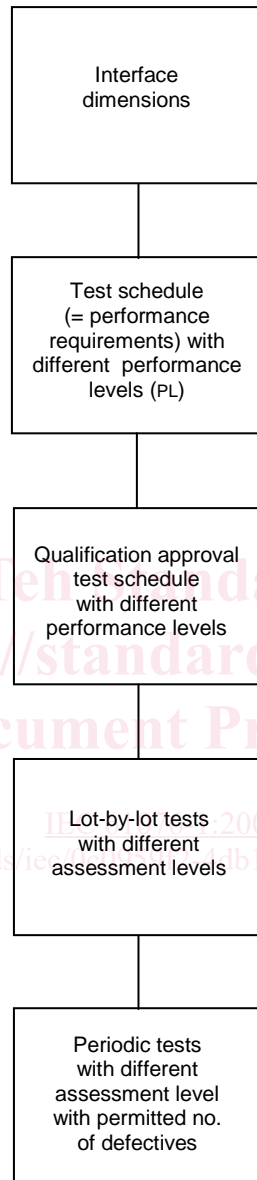 Interface
dimensions
Test schedule
(= performance
requirements) with
different performance
levels (PL)
Qualification approval
test schedule
with different
performance levels
Lot-by-lot tests
with different
assessment levels
Periodic tests
with different
assessment level
with permitted no.
of defectives